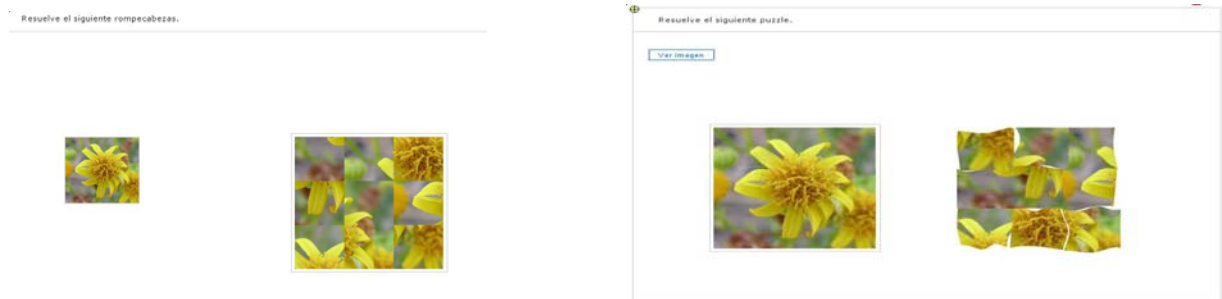 Resuelve el siguiente rompecabezas.
Resuelve el siguiente puzzle.
Ver imagen